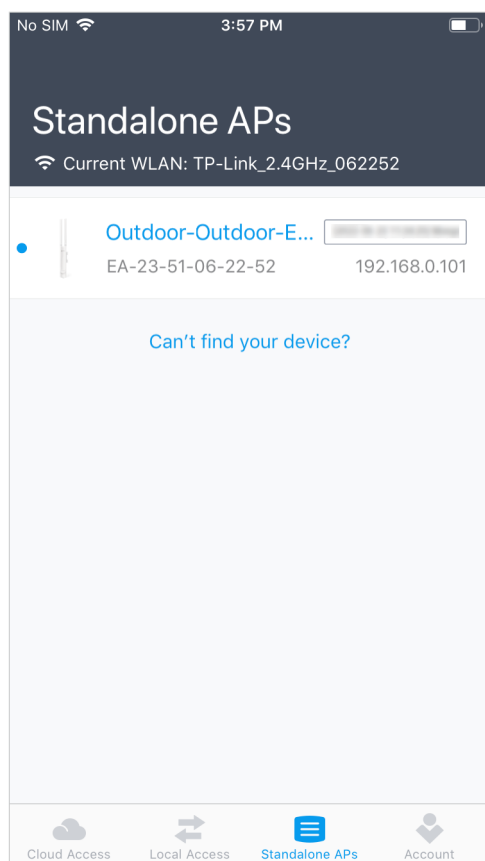 No SIM 3:57 PM
Standalone APs
Current WLAN: TP-Link_2.4GHz_062252
Outdoor-Outdoor-E...
EA-23-51-06-22-52 192.168.0.101
Can't find your device?
Cloud Access Local Access Standalone APs Account